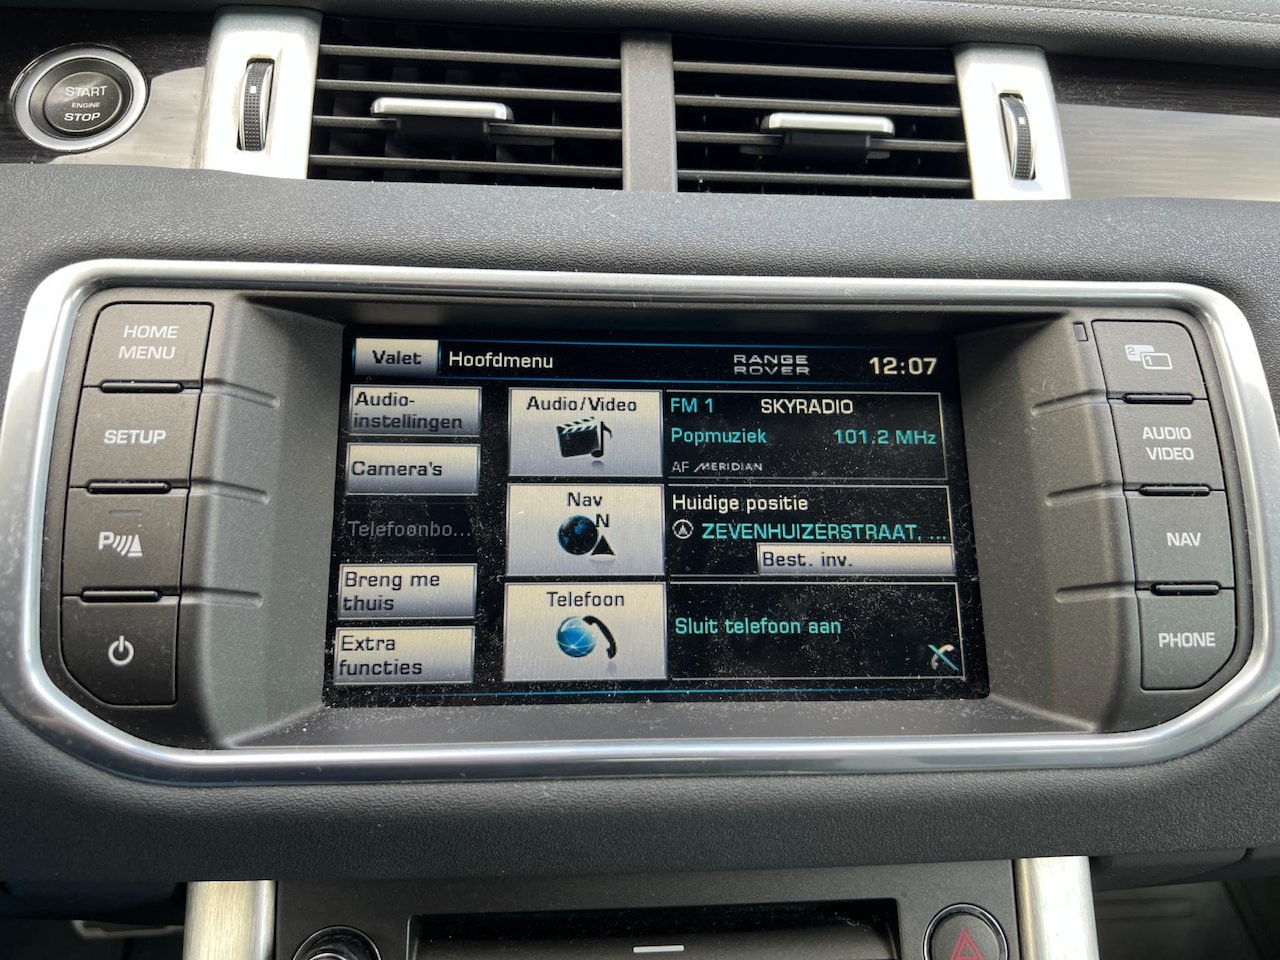 START
ENGINE
STOP
HOME
MENU
SETUP
P
Valet
Hoofdmenu
RANGE
ROVER
12:07
Audio-
instellingen
Camera's
Telefoonbo...
Breng me
thuis
Extra
functies
Audio/Video
Nav
N
Telefoon
FM 1 SKYRADIO
Popmuziek 101.2 MHz
AF MERIDIAN
Huidige positie
ZEVENHUIZERSTRAAT, ...
Best. inv.
Sluit telefoon aan
2 1
AUDIO
VIDEO
NAV
PHONE